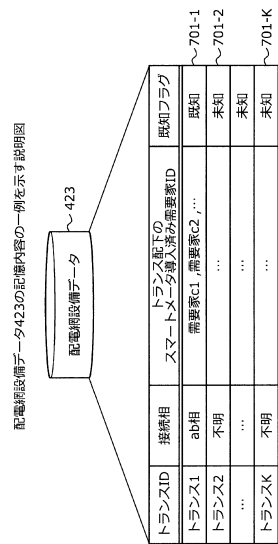 配電網設備データ423の記憶内容の一例を示す説明図
423
配電網設備データ
トランスID 接続相 トランス配下の スマートメータ導入済み需要家ID 既知フラグ
トランス1 ab相 需要家c1 , 需要家c2 , … 既知 701-1
トランス2 不明 … 未知 701-2
… … … 未知
トランスK 不明 … 未知 701-K